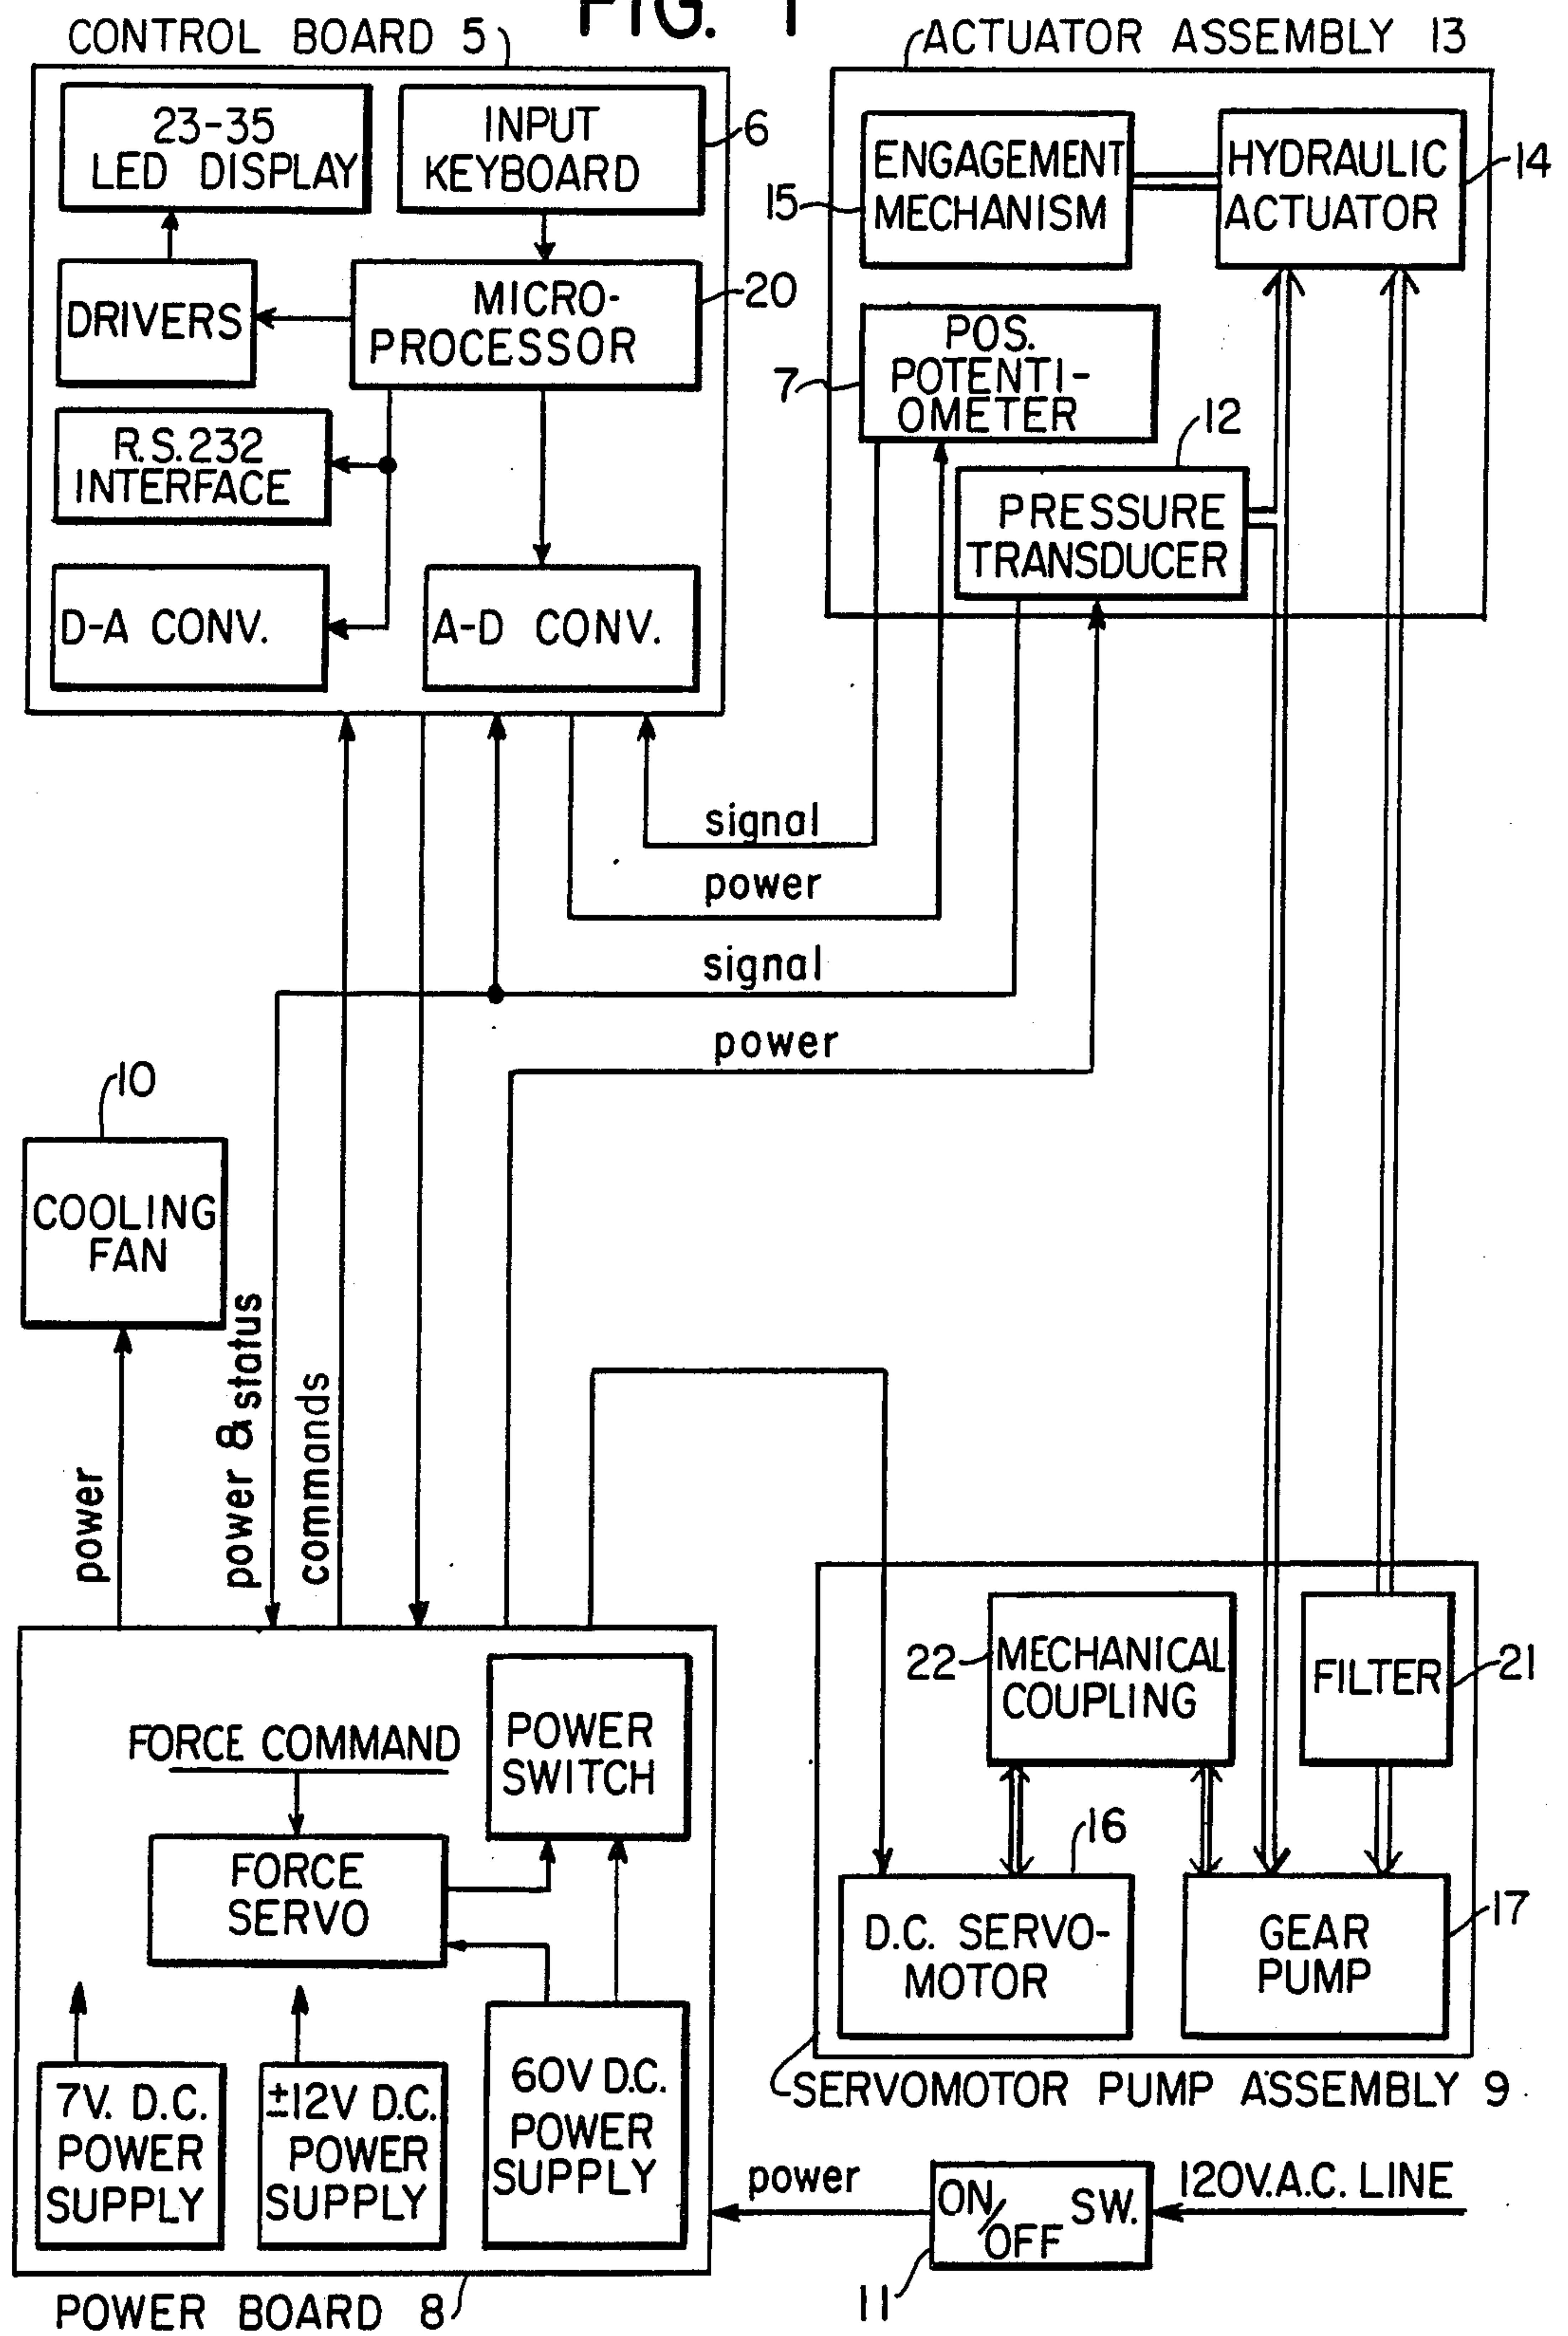 FIG. 1
CONTROL BOARD 5
23-35
LED DISPLAY
INPUT
KEYBOARD
6
DRIVERS
MICRO-
PROCESSOR
20
R.S.232
INTERFACE
D-A CONV.
A-D CONV.
ACTUATOR ASSEMBLY 13
ENGAGEMENT
MECHANISM
15
HYDRAULIC
ACTUATOR
14
POS.
POTENTI-
OMETER
7
12
PRESSURE
TRANSDUCER
signal
power
signal
power
10
COOLING
FAN
power
power & status
commands
FORCE COMMAND
POWER
SWITCH
FORCE
SERVO
7V. D.C.
POWER
SUPPLY
±12V D.C.
POWER
SUPPLY
60V D.C.
POWER
SUPPLY
POWER BOARD 8
22
MECHANICAL
COUPLING
FILTER
21
16
D.C. SERVO-
MOTOR
GEAR
PUMP
17
SERVOMOTOR PUMP ASSEMBLY 9
power
ON/OFF SW.
120V.A.C. LINE
11